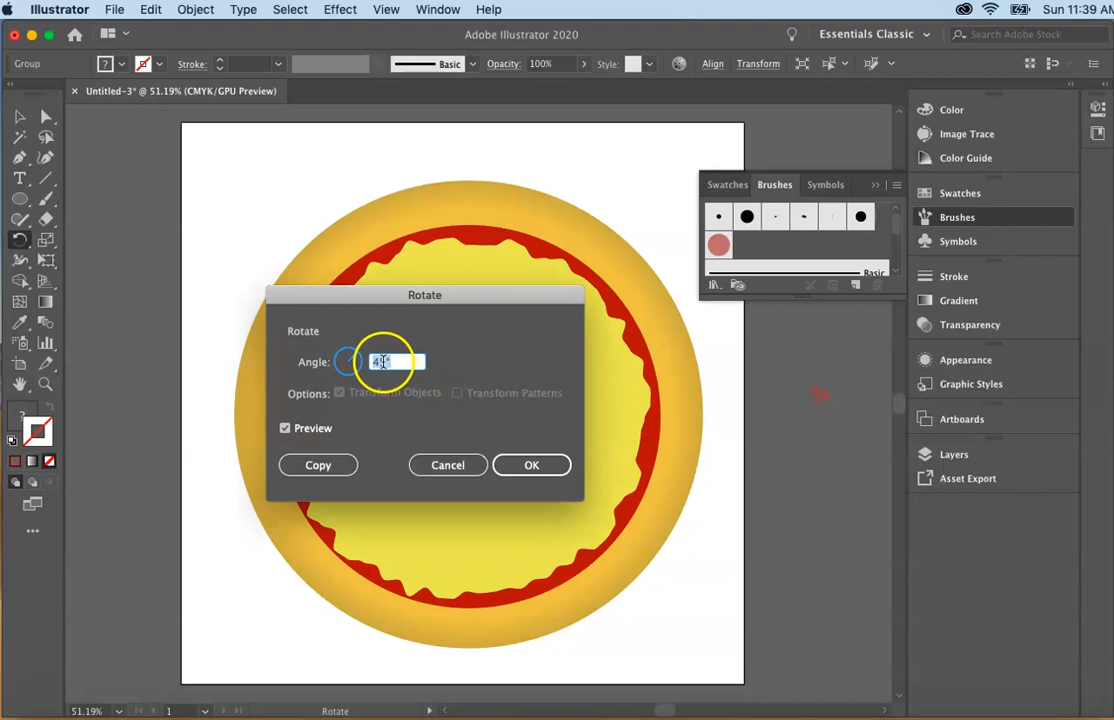 Illustrator File Edit Object Type Select Effect View Window Help Sun 11:39 AM
Adobe Illustrator 2020
Essentials Classic
Search Adobe Stock
Group ? Stroke: Basic Opacity: 100% Style: Align Transform
× Untitled-3* @ 51.19% (CMYK/GPU Preview)
Color
Image Trace
Color Guide
Swatches
Brushes
Symbols
Stroke
Gradient
Transparency
Appearance
Graphic Styles
Artboards
Layers
Asset Export
Swatches Brushes Symbols
Basic
Rotate
Rotate
Angle:
Options: Transform Objects Transform Patterns
Preview
Copy Cancel OK
?
51.19% 1 Rotate